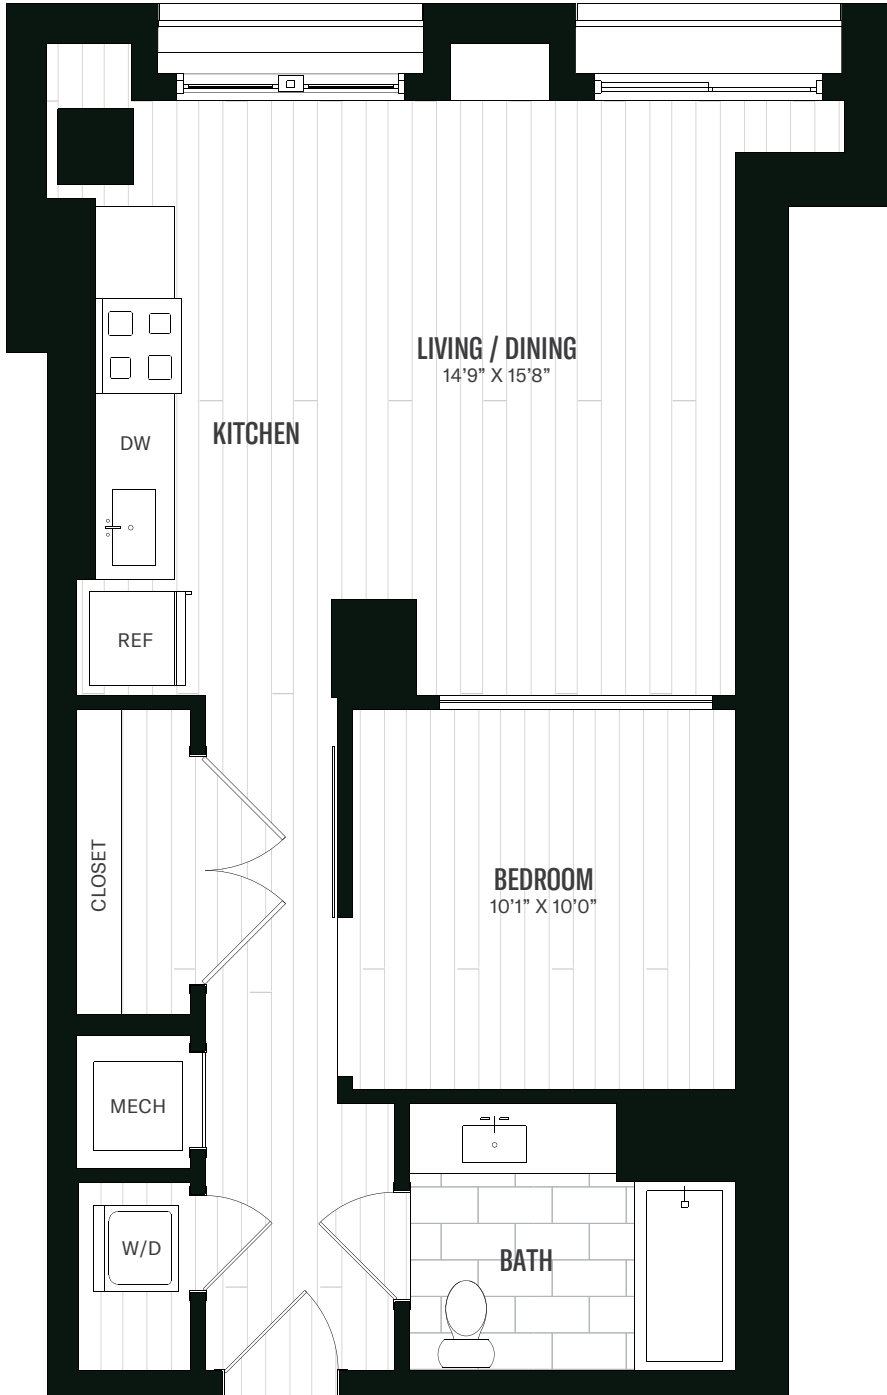 LIVING / DINING
14’9” X 15’8”
KITCHEN
DW
REF
CLOSET
BEDROOM
10’1” X 10’0”
MECH
W/D
BATH